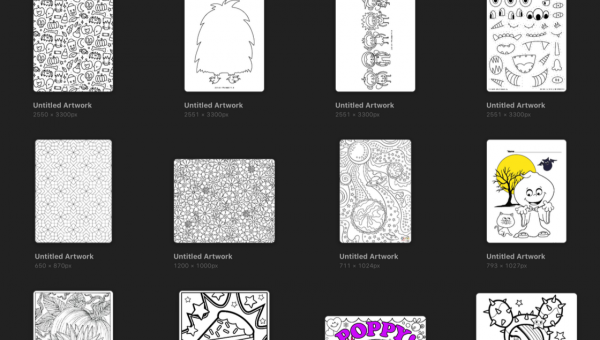 Untitled Artwork
2550 × 3300px
Untitled Artwork
2551 × 3300px
Untitled Artwork
2551 × 3300px
Untitled Artwork
2551 × 3300px
Untitled Artwork
650 × 870px
Untitled Artwork
1200 × 1000px
Untitled Artwork
711 × 1024px
Name
Untitled Artwork
793 × 1027px
POPPY!